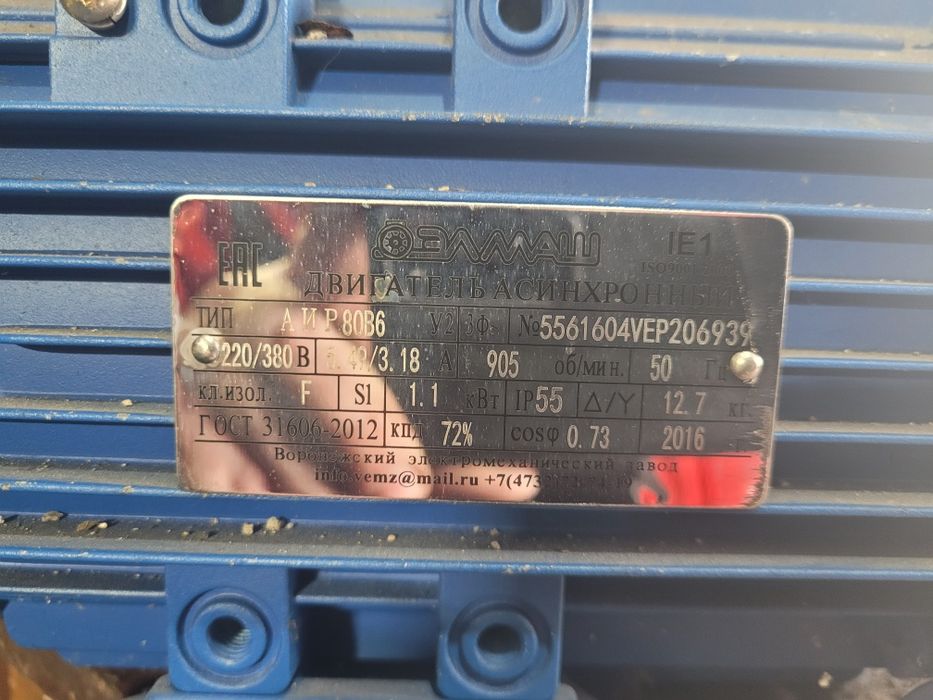 EAC ЭЛМАШ IE1
ДВИГАТЕЛЬ АСИНХРОННЫЙ
ТИП АИР80В6 У2 3ф~ №5561604VEP206939
220/380 В /3.18 А 905 об/мин. 50 Гц
кл.изол. F S1 1.1 кВт IP55 Δ/Y 12.7 кг.
ГОСТ 31606-2012 КПД 72% cosφ 0.73 2016
Воронежский электромеханический завод
info.vemz@mail.ru